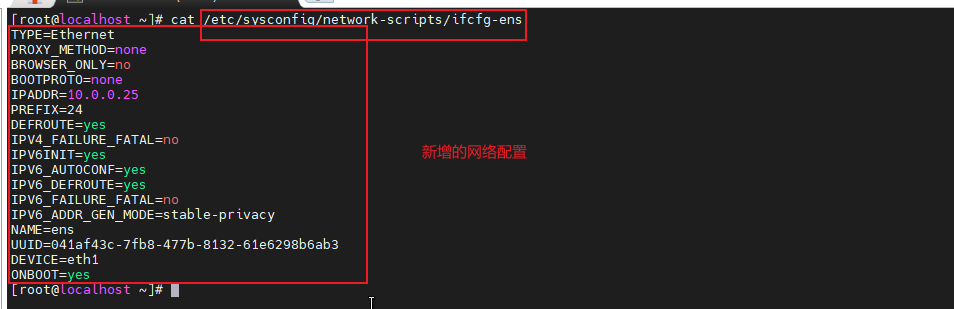 [root@localhost ~]# cat /etc/sysconfig/network-scripts/ifcfg-ens
TYPE=Ethernet
PROXY_METHOD=none
BROWSER_ONLY=no
BOOTPROTO=none
IPADDR=10.0.0.25
PREFIX=24
DEFROUTE=yes
IPV4_FAILURE_FATAL=no
IPV6INIT=yes
新增的网络配置
IPV6_AUTOCONF=yes
IPV6_DEFROUTE=yes
IPV6_FAILURE_FATAL=no
IPV6_ADDR_GEN_MODE=stable-privacy
NAME=ens
UUID=041af43c-7fb8-477b-8132-61e6298b6ab3
DEVICE=eth1
ONBOOT=yes
[root@localhost ~]#